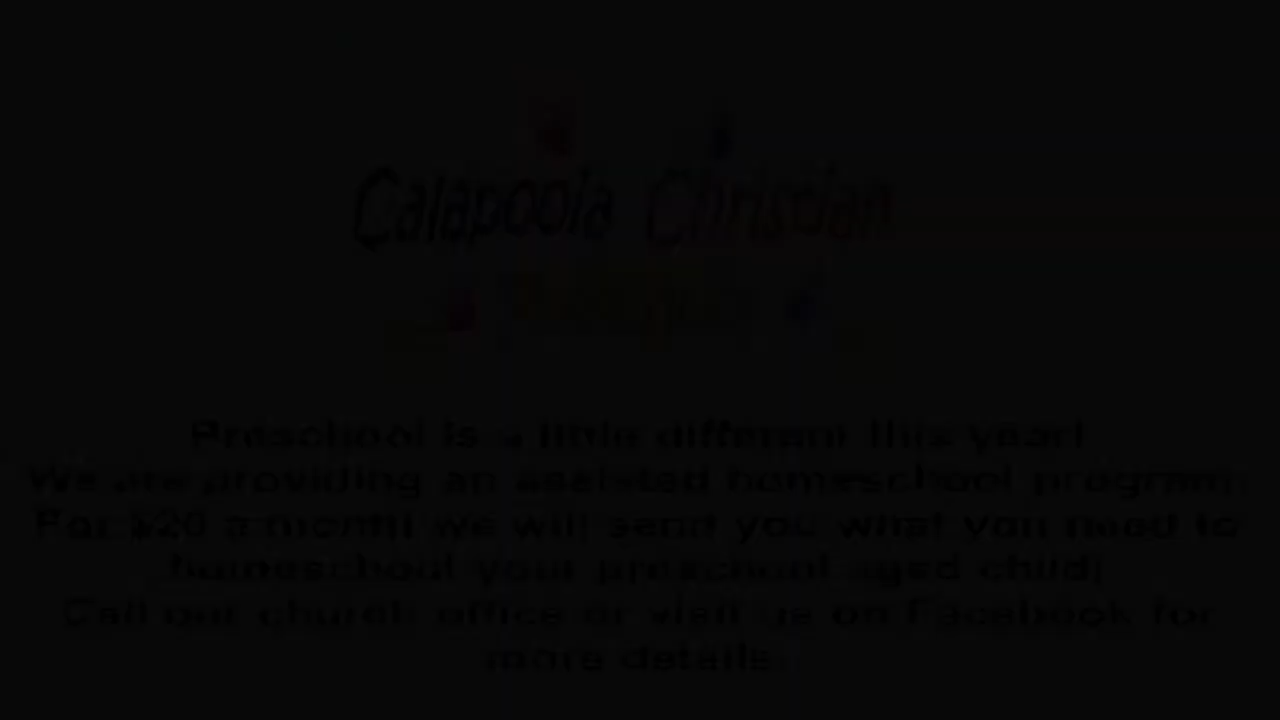 Calapooia Christian
Preschool is a little different this year!
We are providing an assisted homeschool program.
For $20 a month we will send you what you need to
homeschool your preschool aged child!
Call our church office or visit us on Facebook for
more details